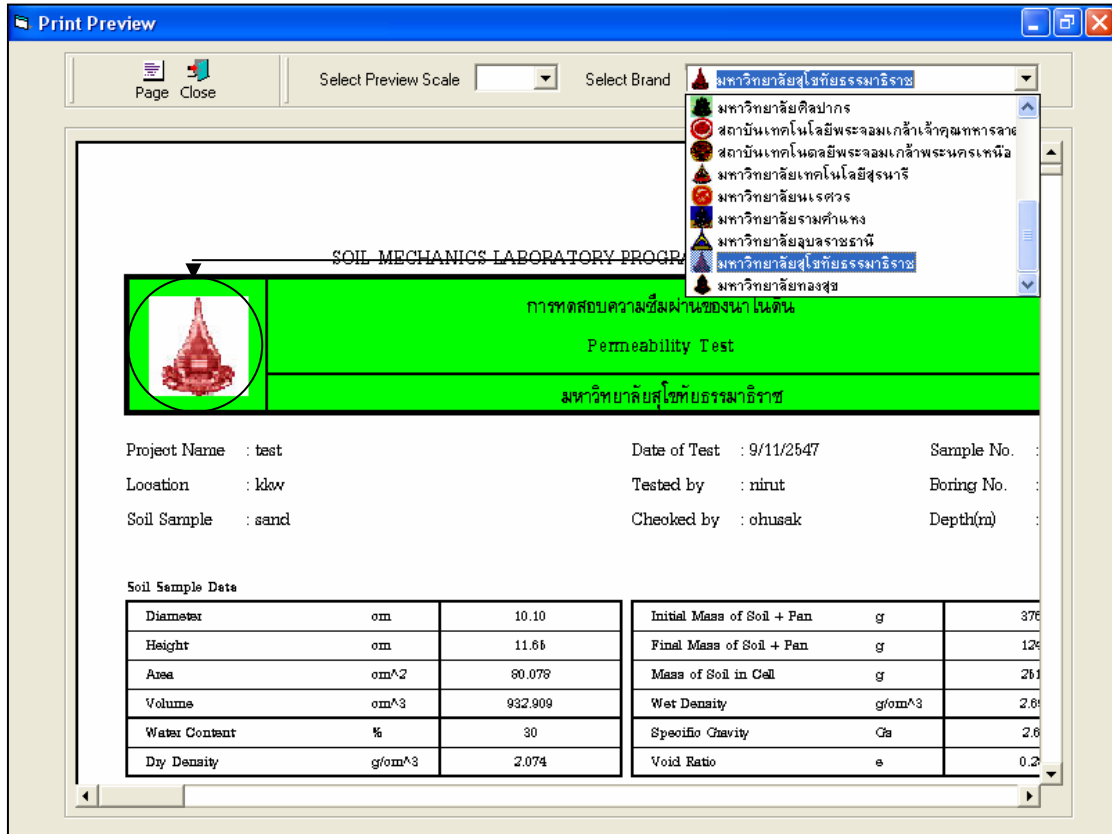 Print Preview
Page Close Select Preview Scale Select Brand มหาวิทยาลัยสุโขทัยธรรมาธิราช
มหาวิทยาลัยศิลปากร
สถาบันเทคโนโลยีพระจอมเกล้าเจ้าคุณทหารลาด
สถาบันเทคโนดลยีพระจอมเกล้าพระนครเหนือ
มหาวิทยาลัยเทคโนโลยีสุรนารี
มหาวิทยาลัยนเรศวร
มหาวิทยาลัยรามคำแหง
มหาวิทยาลัยอุบลราชธานี
มหาวิทยาลัยสุโขทัยธรรมาธิราช
มหาวิทยาลัยทองสุข
SOIL MECHANICS LABORATORY PROGRA
การทดสอบความซึมผ่านของนาในดิน
Permeability Test
มหาวิทยาลัยสุโขทัยธรรมาธิราช
Project Name : test Date of Test : 9/11/2547 Sample No. :
Location : kkw Tested by : nirut Boring No. :
Soil Sample : sand Checked by : chusak Depth(m) :
Soil Sample Data
Diameter cm 10.10 Initial Mass of Soil + Pan g 376
Height cm 11.65 Final Mass of Soil + Pan g 124
Area cm^2 80.078 Mass of Soil in Cell g 251
Volume cm^3 932.909 Wet Density g/cm^3 2.69
Water Content % 30 Specific Gravity Gs 2.6
Dry Density g/cm^3 2.074 Void Ratio e 0.2